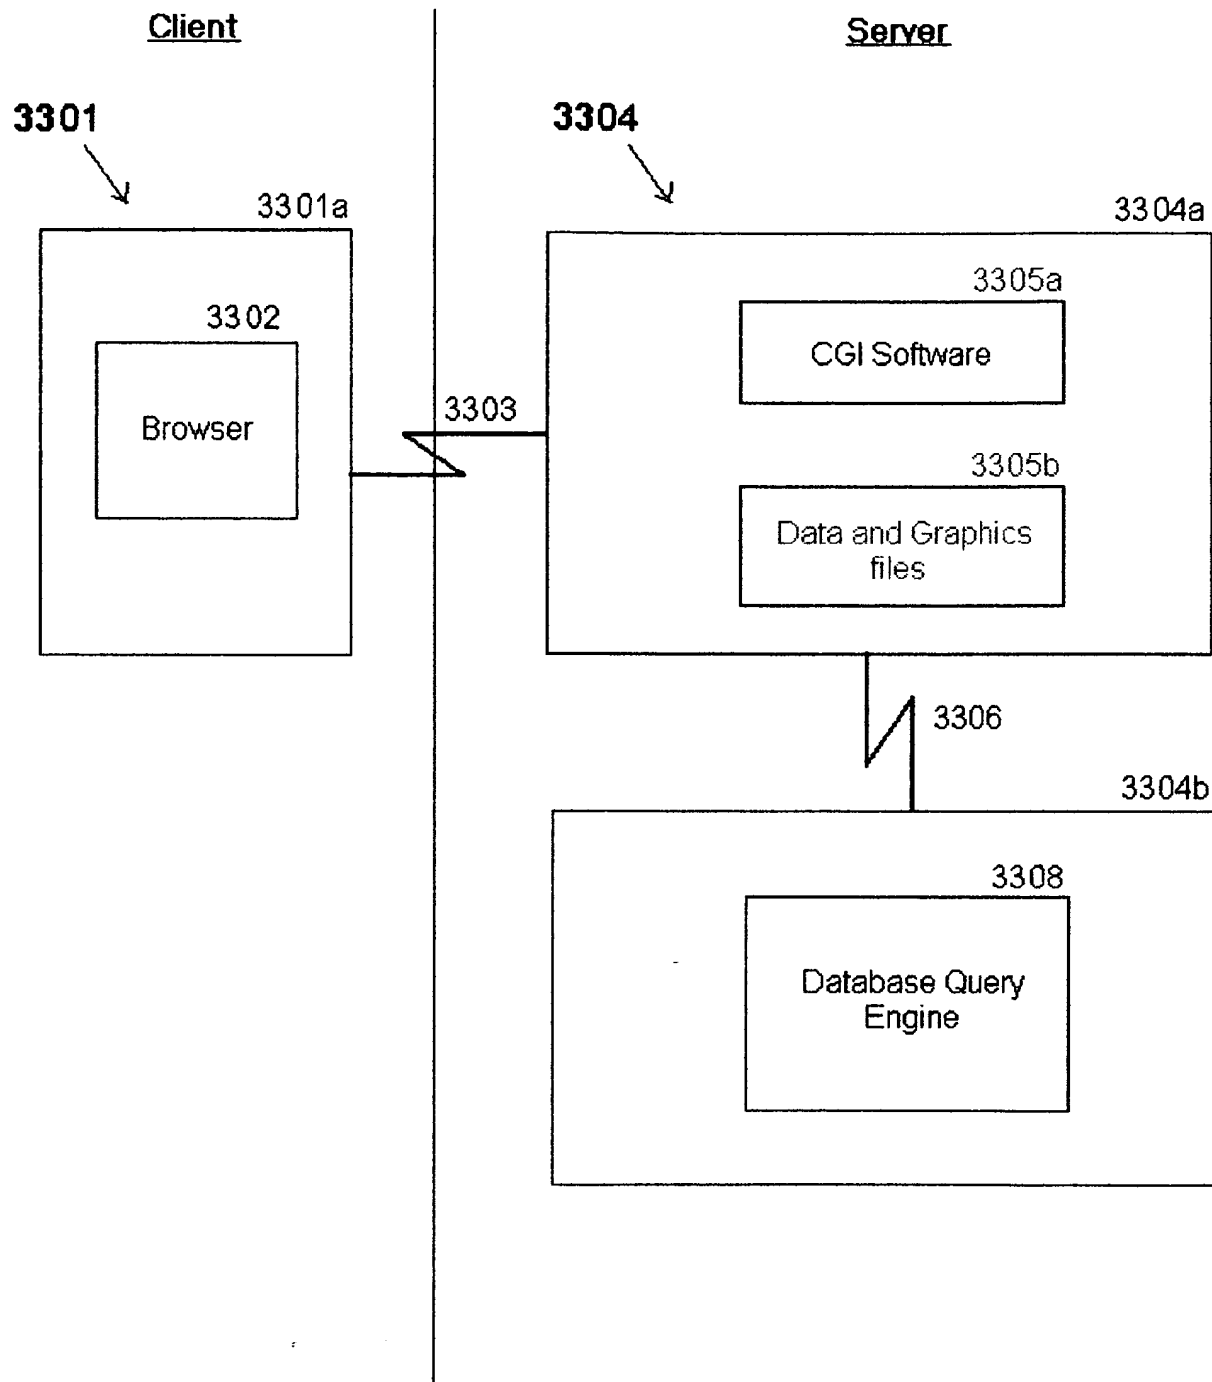 Client
Server
3301
3304
3301a
3304a
3302
3305a
Browser
CGI Software
3303
3305b
Data and Graphics
files
3306
3304b
3308
Database Query
Engine